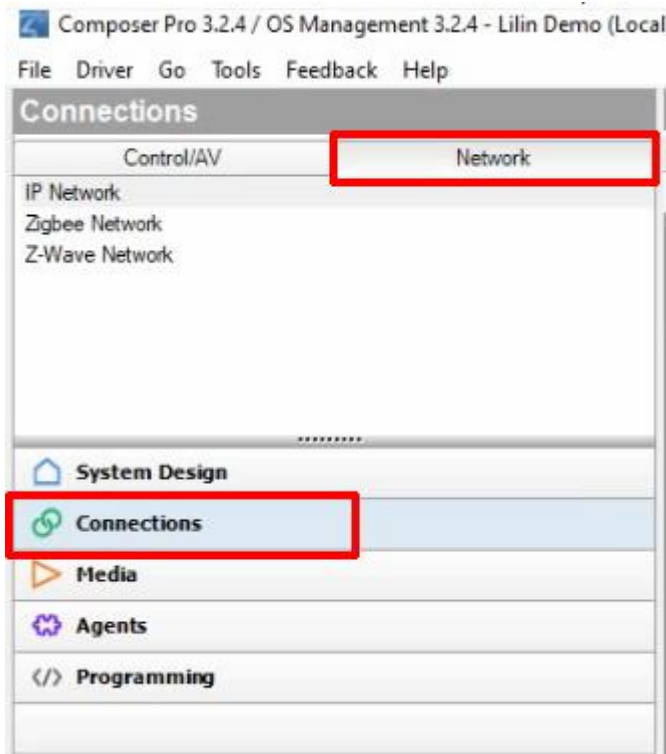 Composer Pro 3.2.4 / OS Management 3.2.4 - Lilin Demo (Local
File Driver Go Tools Feedback Help
Connections
Control/AV Network
IP Network
Zigbee Network
Z-Wave Network
System Design
Connections
Media
Agents
</> Programming